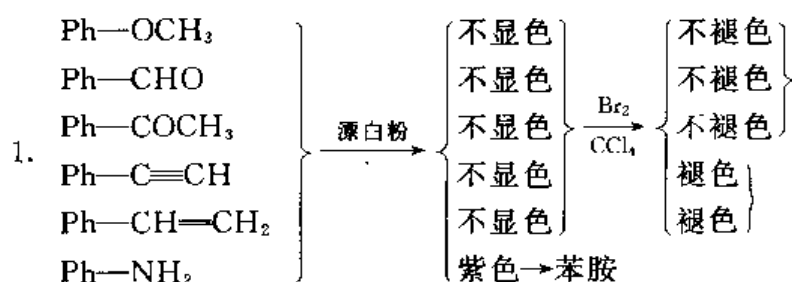 Ph—OCH₃ 不显色 不褪色
Ph—CHO 不显色 不褪色
1. Ph—COCH₃ 漂白粉 不显色 Br₂ CCl₄ 不褪色
Ph—C≡CH 不显色 褪色
Ph—CH=CH₂ 不显色 褪色
Ph—NH₂ 紫色→苯胺